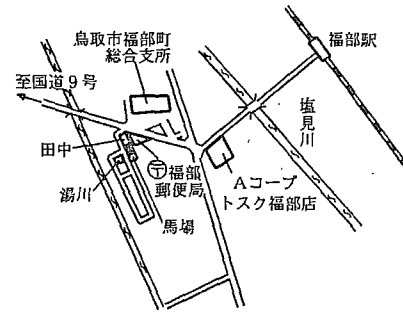 鳥取市福部町
総合支所
福部駅
至国道9号
塩見川
田中
〒福部
郵便局
湯川
馬場
Aコープ
トスク福部店